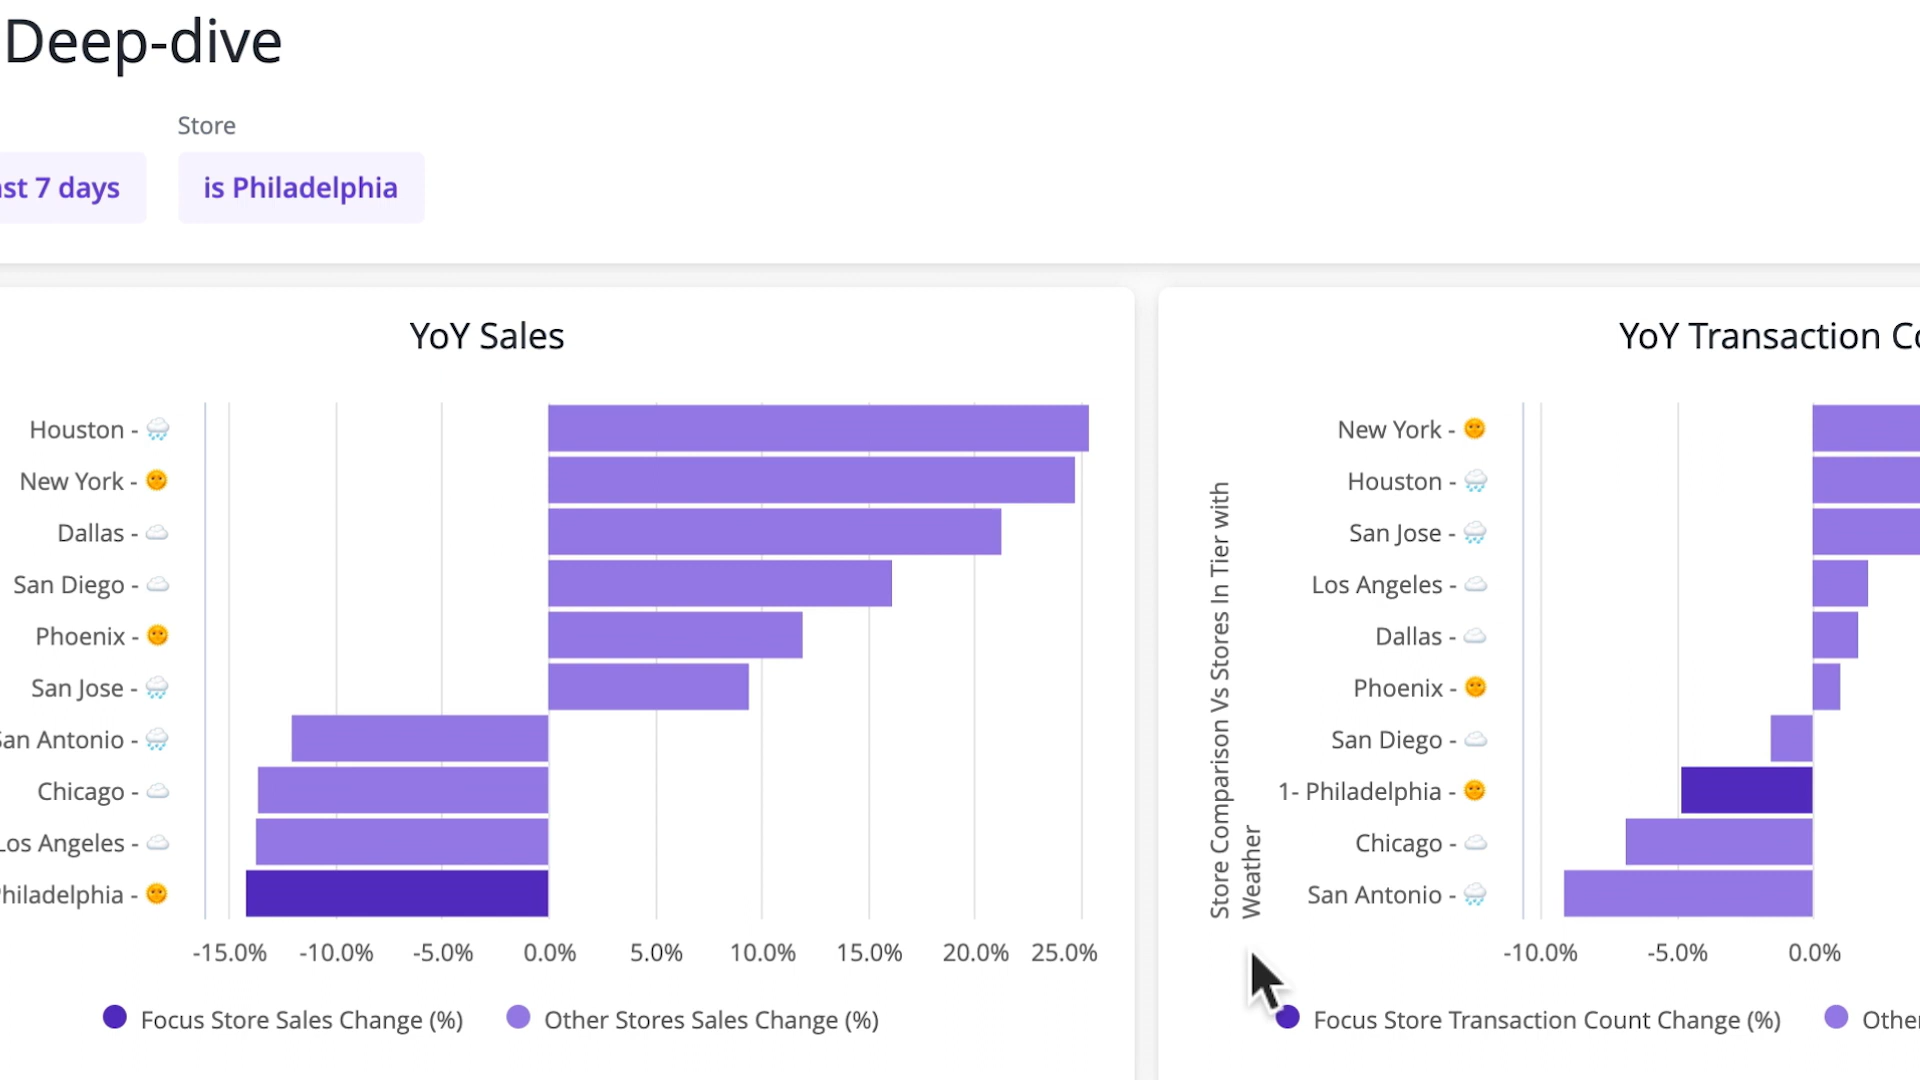 Deep-dive
Store
st 7 days
is Philadelphia
YoY Sales
Houston -
New York -
Dallas -
San Diego -
Phoenix -
San Jose -
an Antonio -
Chicago -
Los Angeles -
hiladelphia -
-15.0% -10.0% -5.0% 0.0% 5.0% 10.0% 15.0% 20.0% 25.0%
Focus Store Sales Change (%) Other Stores Sales Change (%)
YoY Transaction Co
Store Comparison Vs Stores In Tier with
Weather
New York -
Houston -
San Jose -
Los Angeles -
Dallas -
Phoenix -
San Diego -
1- Philadelphia -
Chicago -
San Antonio -
-10.0% -5.0% 0.0%
Focus Store Transaction Count Change (%) Other